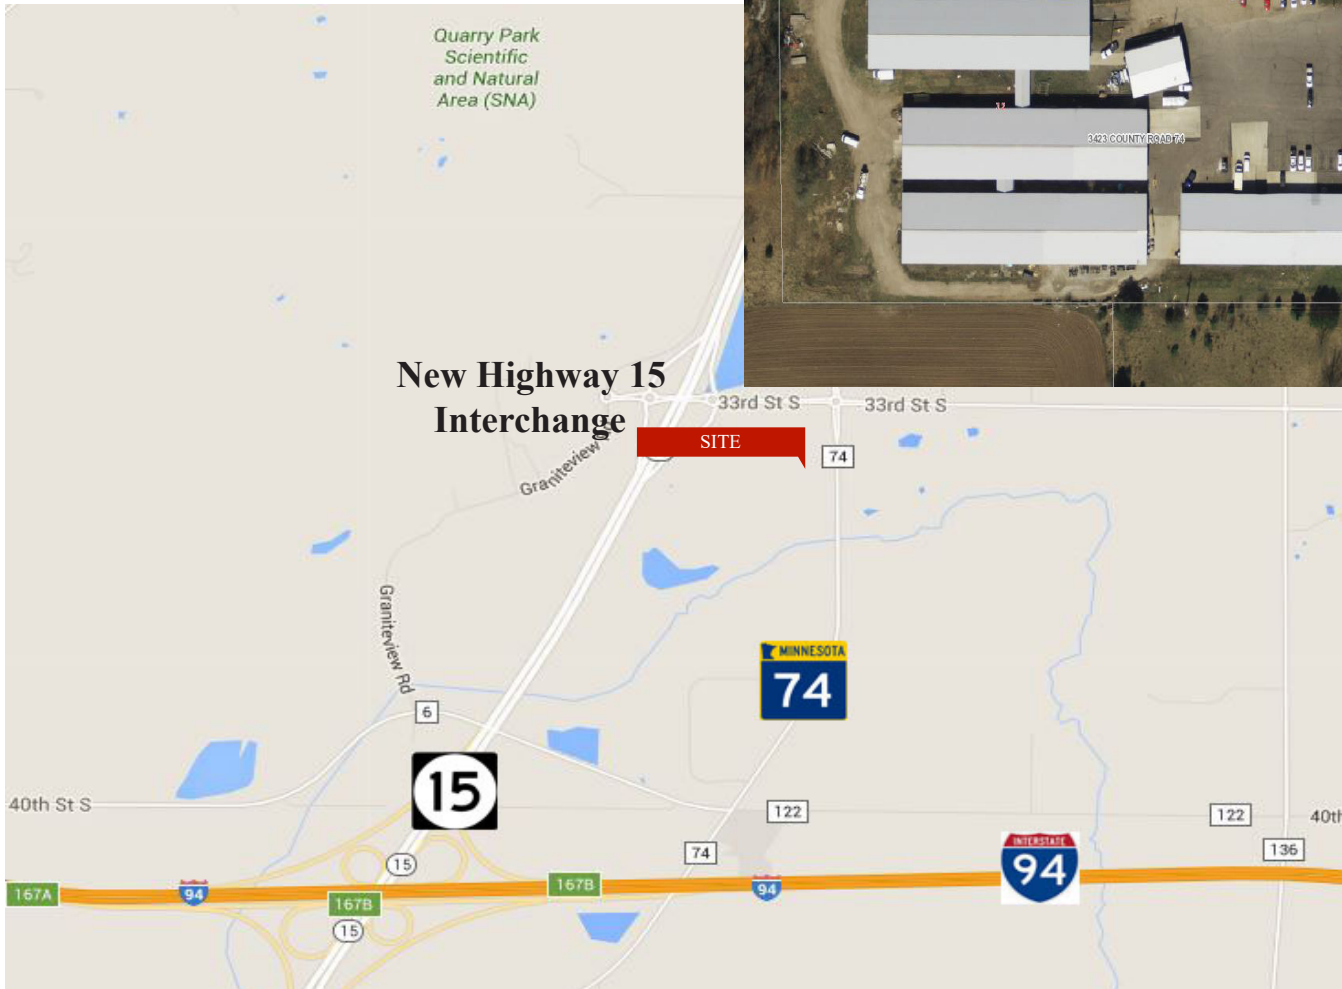 Quarry Park
Scientific
and Natural
Area (SNA)
3423 COUNTY ROAD 74
New Highway 15
Interchange
33rd St S
33rd St S
SITE
74
Graniteview
Graniteview Rd
MINNESOTA
74
6
15
40th St S
122
122
40th
74
136
INTERSTATE
94
15
167A
94
167B
167B
94
15